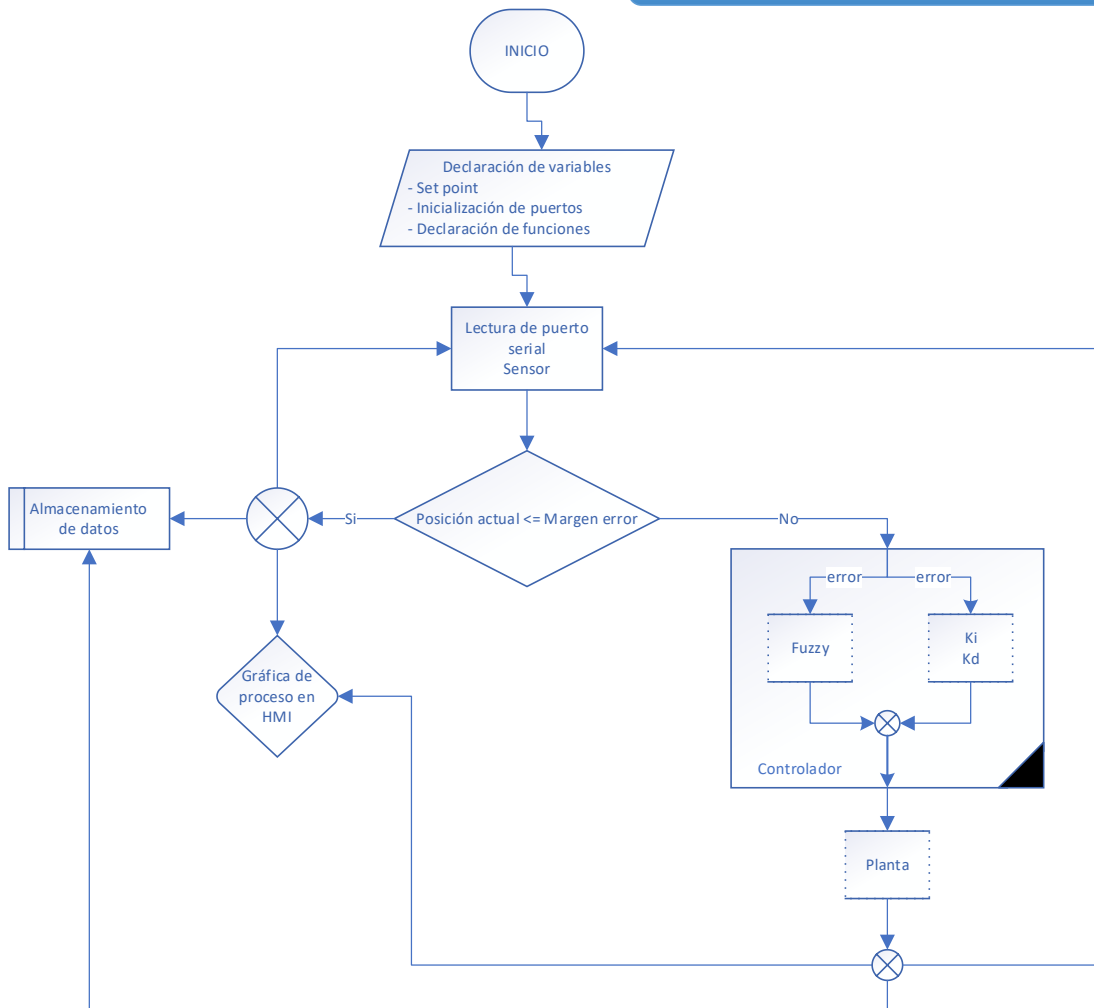 INICIO
Declaración de variables
- Set point
- Inicialización de puertos
- Declaración de funciones
Lectura de puerto
serial
Sensor
Almacenamiento
de datos
Si
Posición actual <= Margen error
No
error
error
Fuzzy
Ki
Kd
Gráfica de
proceso en
HMI
Controlador
Planta